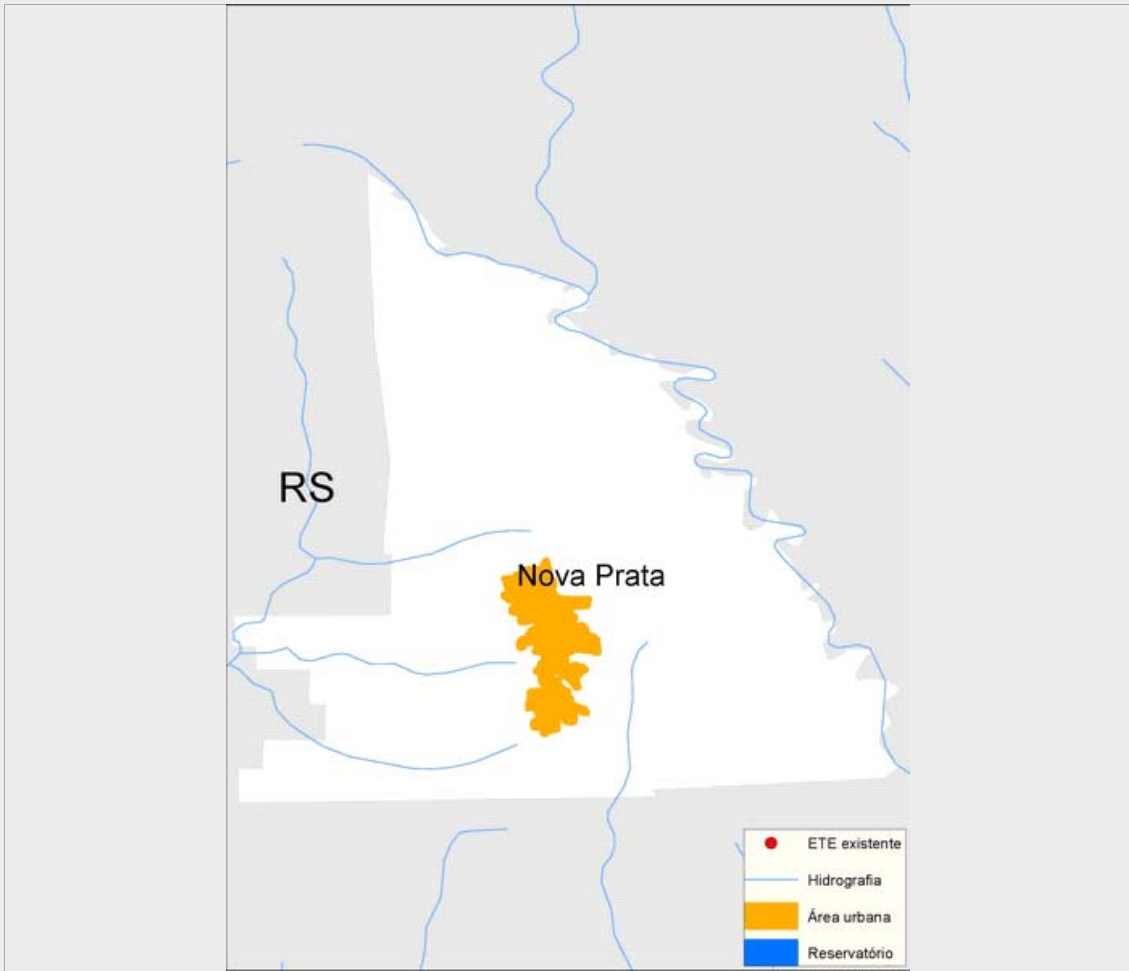 RS
Nova Prata
ETE existente
Hidrografia
Área urbana
Reservatório